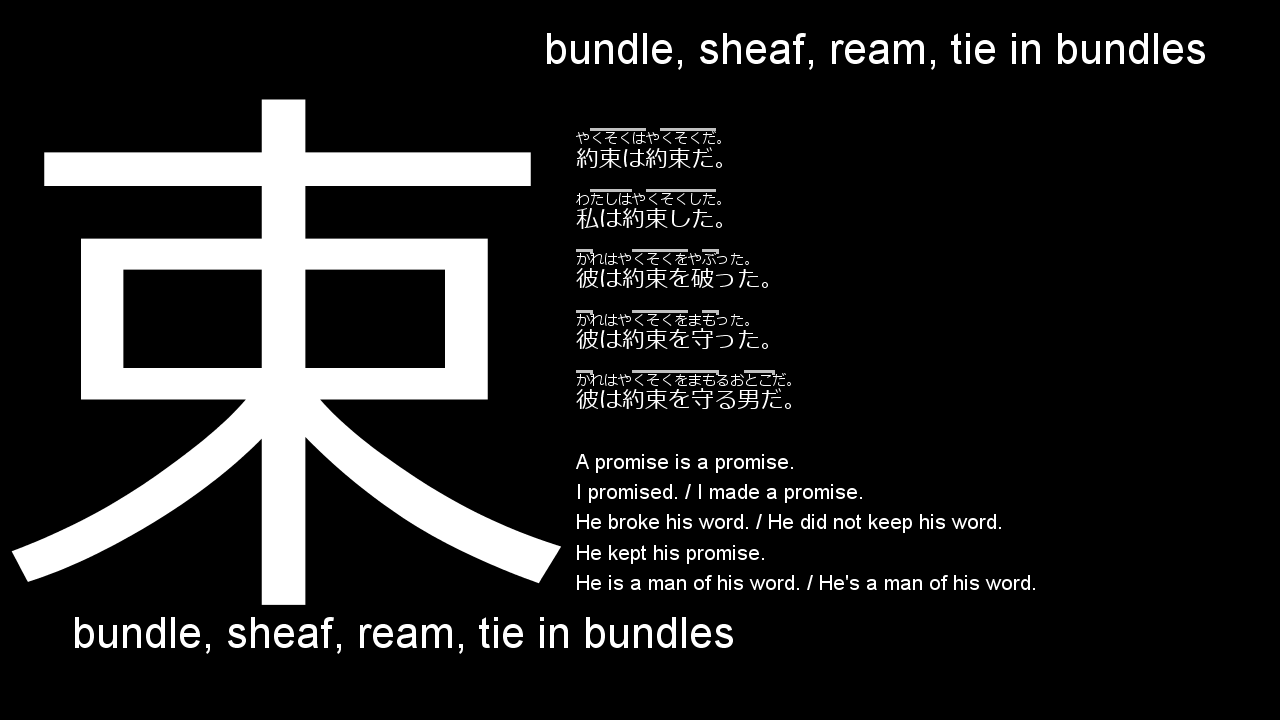 bundle, sheaf, ream, tie in bundles
束
やくそくはやくそくだ。
約束は約束だ。
わたしはやくそくした。
私は約束した。
かれはやくそくをやぶった。
彼は約束を破った。
かれはやくそくをまもった。
彼は約束を守った。
かれはやくそくをまもるおとこだ。
彼は約束を守る男だ。
A promise is a promise.
I promised. / I made a promise.
He broke his word. / He did not keep his word.
He kept his promise.
He is a man of his word. / He's a man of his word.
bundle, sheaf, ream, tie in bundles